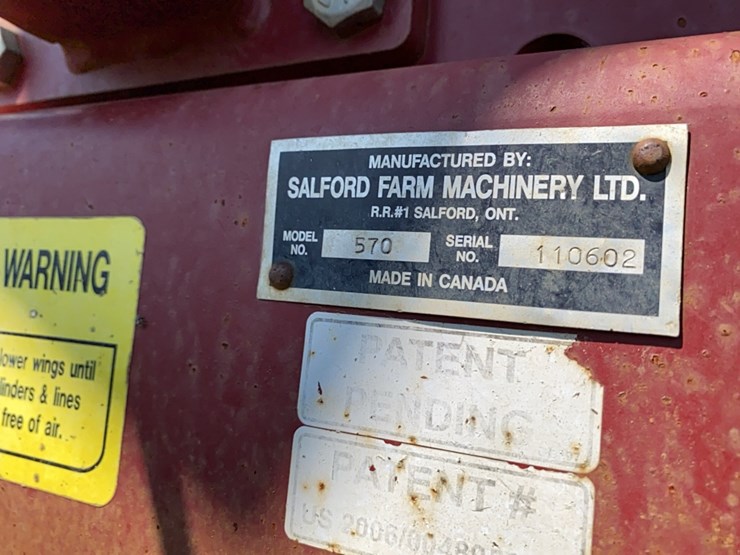 MANUFACTURED BY:
SALFORD FARM MACHINERY LTD.
R.R.#1 SALFORD, ONT.
MODEL NO. 570 SERIAL NO. 110602
MADE IN CANADA
WARNING
lower wings until
& lines
free of air.
PATENT
PENDING
PATENT #
US